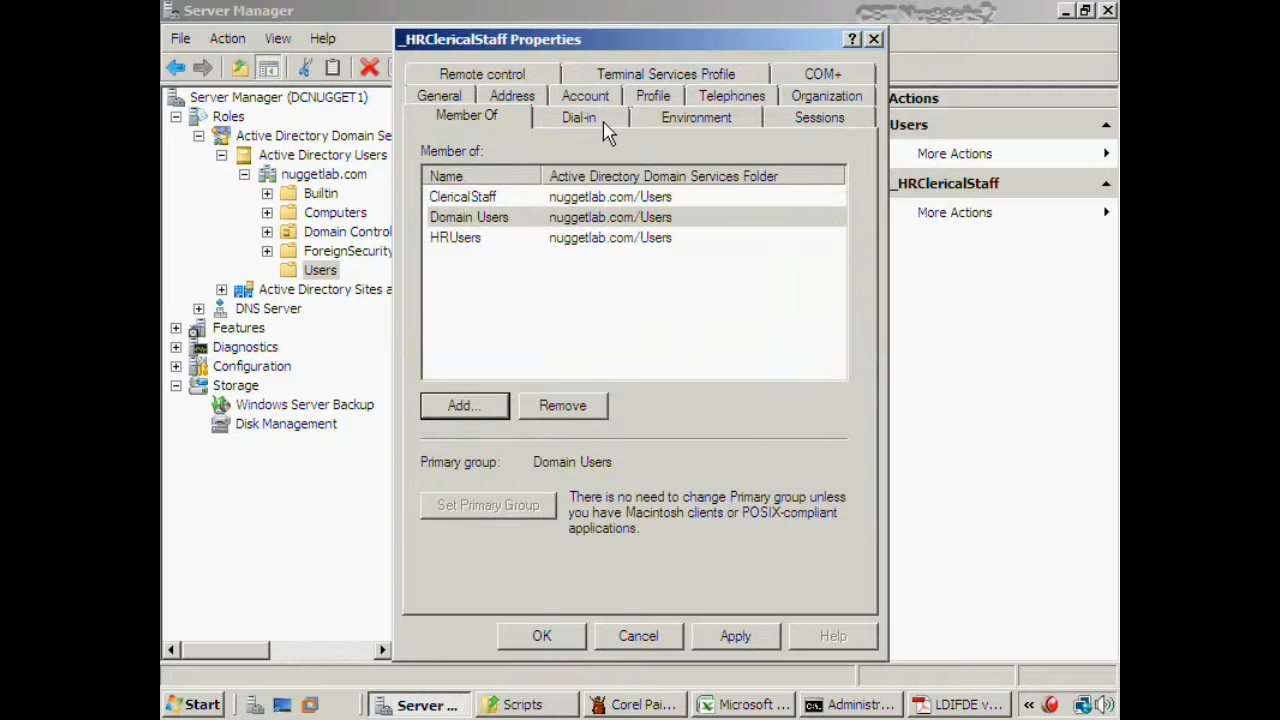 Server Manager
File Action View Help
Server Manager (DCNUGGET1)
Roles
Active Directory Domain Se
Active Directory Users
nuggetlab.com
Builtin
Computers
Domain Contro
ForeignSecurity
Users
Active Directory Sites a
DNS Server
Features
Diagnostics
Configuration
Storage
Windows Server Backup
Disk Management
_HRClericalStaff Properties
Remote control Terminal Services Profile COM+
General Address Account Profile Telephones Organization
Member Of Dial-in Environment Sessions
Member of:
Name Active Directory Domain Services Folder
ClericalStaff nuggetlab.com/Users
Domain Users nuggetlab.com/Users
HRUsers nuggetlab.com/Users
Add... Remove
Primary group: Domain Users
Set Primary Group
There is no need to change Primary group unless
you have Macintosh clients or POSIX-compliant
applications.
OK Cancel Apply Help
Actions
Users
More Actions
_HRClericalStaff
More Actions
Start Server ... Scripts Corel Pai... Microsoft ... Administr... LDIFDE v... «